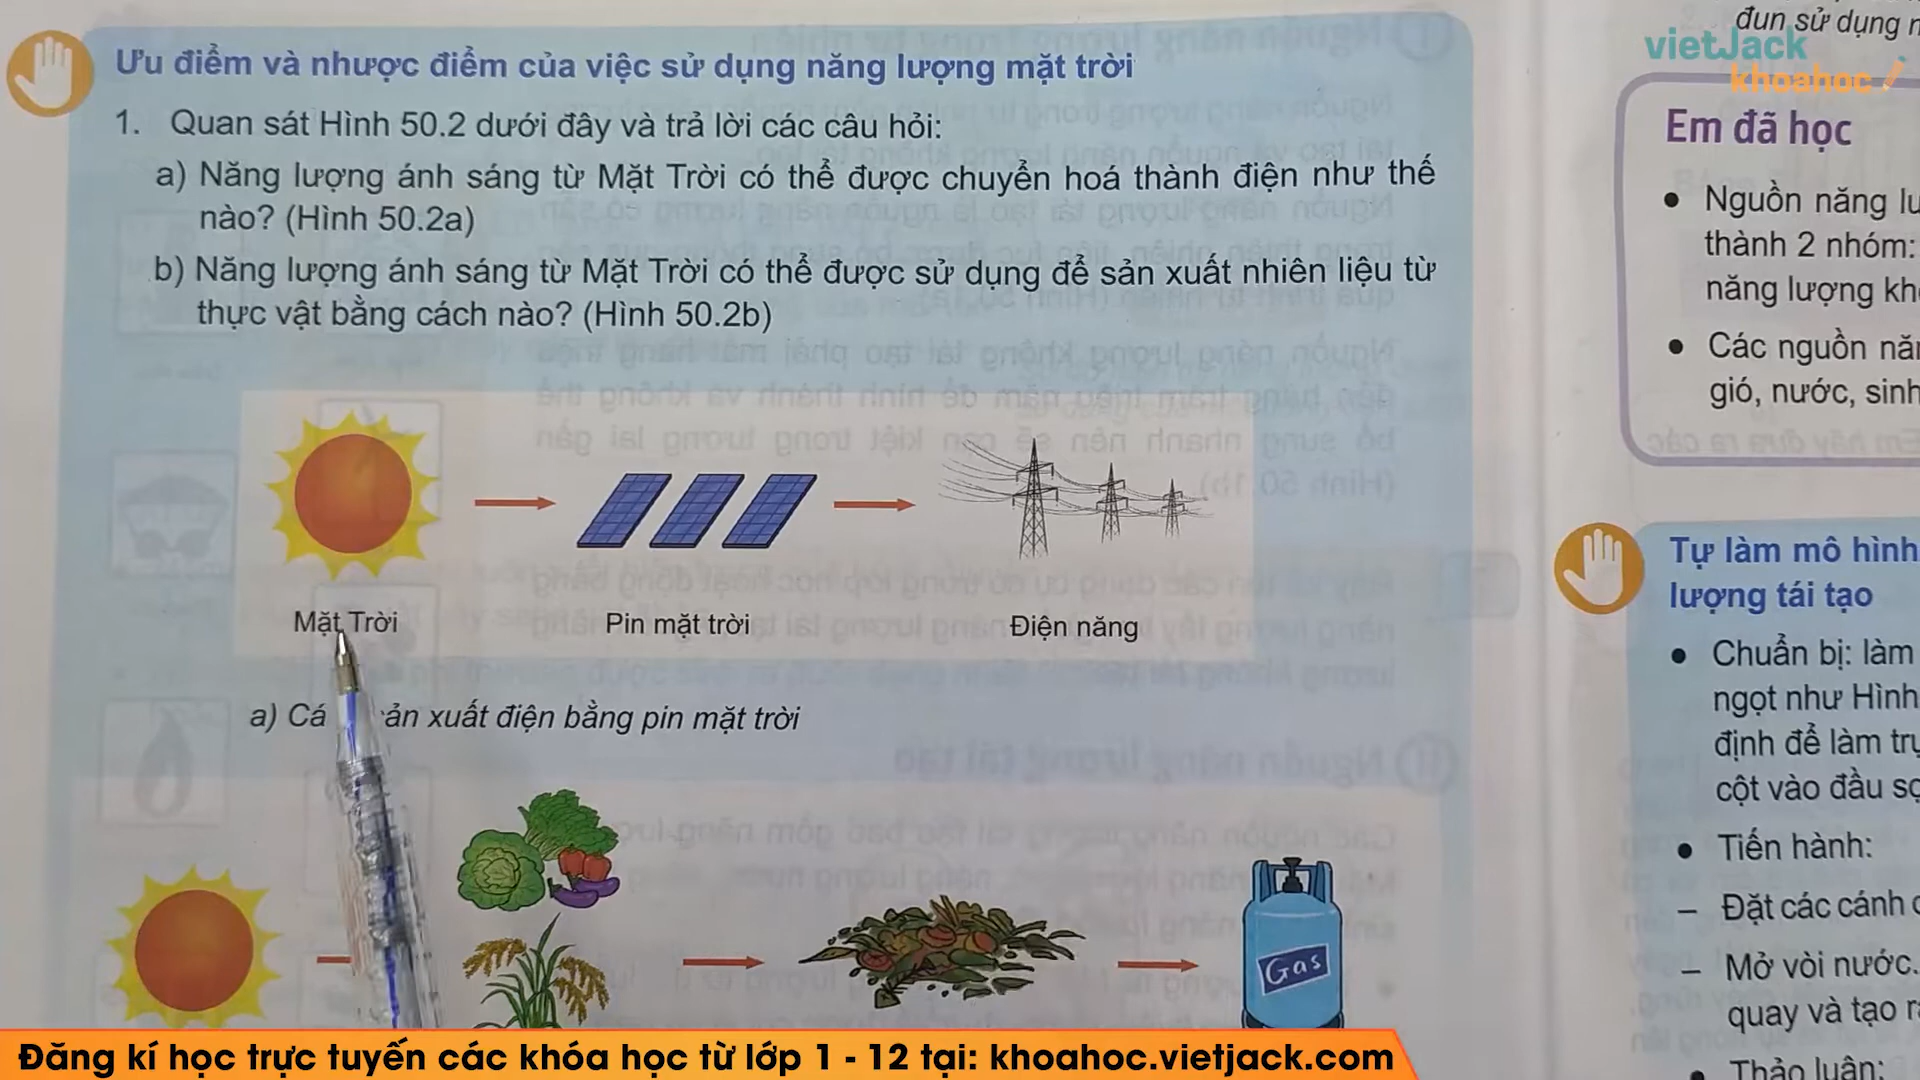 Ưu điểm và nhược điểm của việc sử dụng năng lượng mặt trời
1. Quan sát Hình 50.2 dưới đây và trả lời các câu hỏi:
a) Năng lượng ánh sáng từ Mặt Trời có thể được chuyển hoá thành điện như thế
nào? (Hình 50.2a)
b) Năng lượng ánh sáng từ Mặt Trời có thể được sử dụng để sản xuất nhiên liệu từ
thực vật bằng cách nào? (Hình 50.2b)
Mặt Trời
Pin mặt trời
Điện năng
a) Cá ản xuất điện bằng pin mặt trời
Gas
đun sử dụng
vietJack
khoahoc
Em đã học
• Nguồn năng
thành 2 nhóm:
năng lượng
• Các nguồn
gió, nước, sinh
Tự làm mô hình
lượng tái tạo
• Chuẩn bị: làm
ngọt như Hình
định để làm
cột vào đầu
• Tiến hành:
– Đặt các cánh
– Mở vòi nước.
quay và tạo
• Thảo luận:
Đăng kí học trực tuyến các khóa học từ lớp 1 - 12 tại: khoahoc.vietjack.com